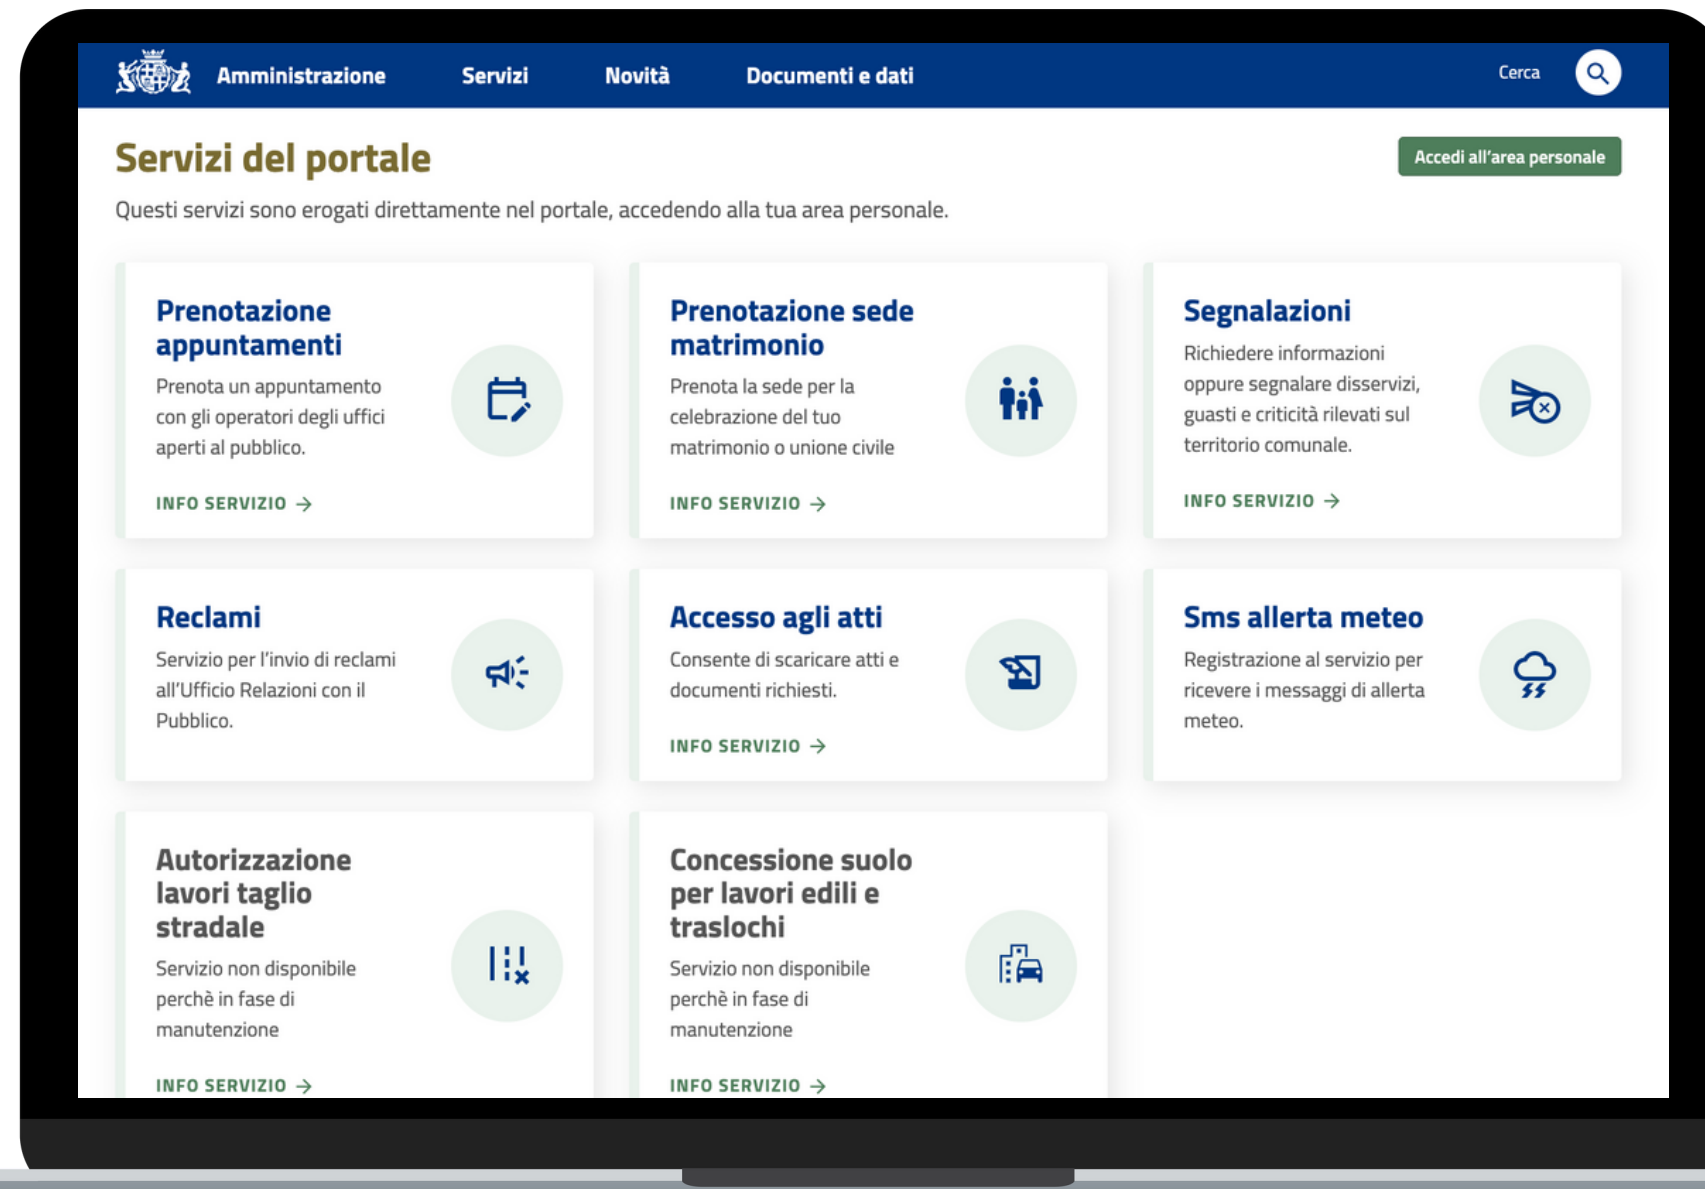 Amministrazione Servizi Novità Documenti e dati Cerca
Servizi del portale
Accedi all'area personale
Questi servizi sono erogati direttamente nel portale, accedendo alla tua area personale.
Prenotazione
appuntamenti
Prenota un appuntamento
con gli operatori degli uffici
aperti al pubblico.
INFO SERVIZIO →
Prenotazione sede
matrimonio
Prenota la sede per la
celebrazione del tuo
matrimonio o unione civile
INFO SERVIZIO →
Segnalazioni
Richiedere informazioni
oppure segnalare disservizi,
guasti e criticità rilevati sul
territorio comunale.
INFO SERVIZIO →
Reclami
Servizio per l'invio di reclami
all'Ufficio Relazioni con il
Pubblico.
Accesso agli atti
Consente di scaricare atti e
documenti richiesti.
INFO SERVIZIO →
Sms allerta meteo
Registrazione al servizio per
ricevere i messaggi di allerta
meteo.
Autorizzazione
lavori taglio
stradale
Servizio non disponibile
perchè in fase di
manutenzione
INFO SERVIZIO →
Concessione suolo
per lavori edili e
traslochi
Servizio non disponibile
perchè in fase di
manutenzione
INFO SERVIZIO →